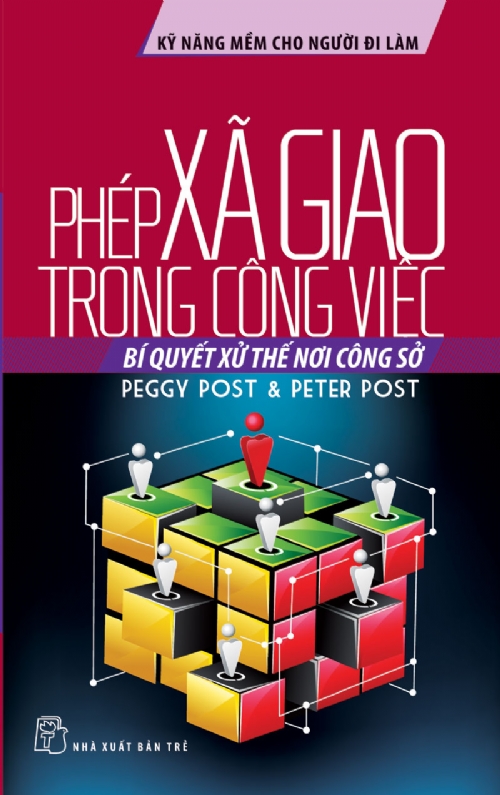 KỸ NĂNG MỀM CHO NGƯỜI ĐI LÀM
PHÉP XÃ GIAO
TRONG CÔNG VIỆC
BÍ QUYẾT XỬ THẾ NƠI CÔNG SỞ
PEGGY POST & PETER POST
NHÀ XUẤT BẢN TRẺ